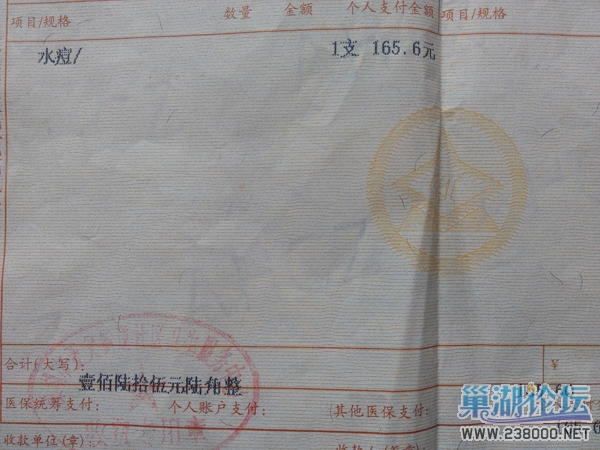 项目/规格 数量 金额 个人支付金额 项目/规格
水痘/ 1支 165.6元
合计(大写): ¥
壹佰陆拾伍元陆角整
医保统筹支付: 个人账户支付: 其他医保支付:
收款单位(章):
巢湖论坛
www.238000.net